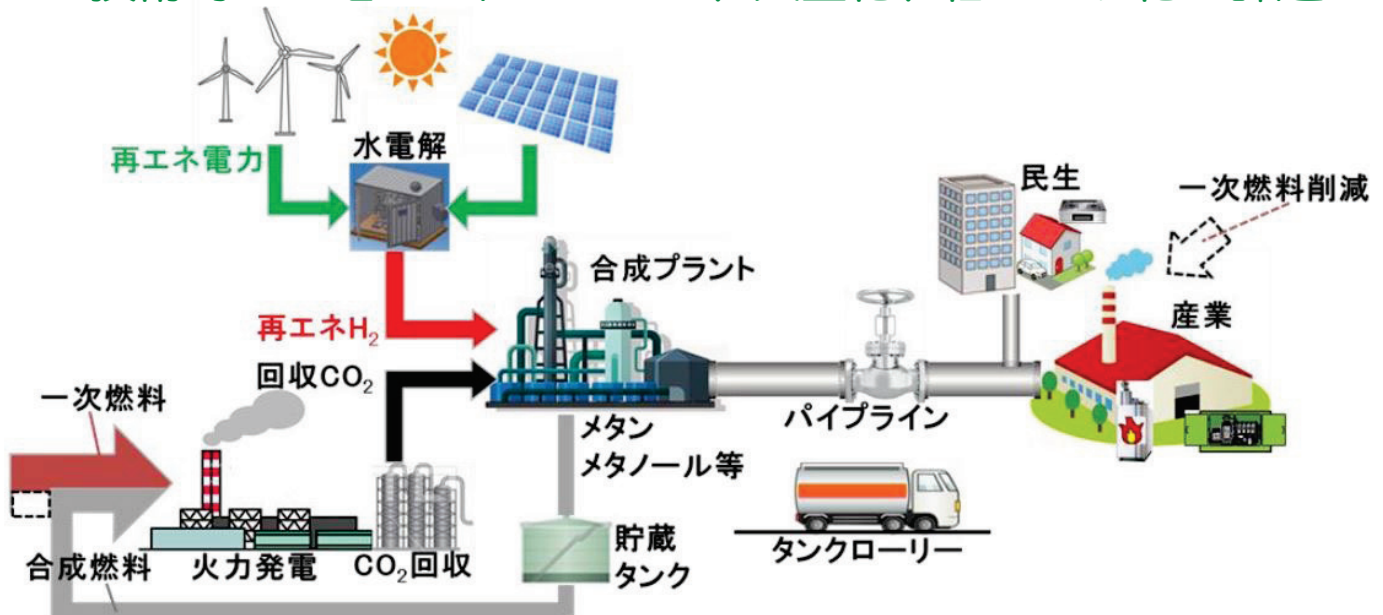 水電解
再エネ電力
民生
一次燃料削減
合成プラント
産業
再エネH₂
回収CO₂
一次燃料
パイプライン
メタン
メタノール等
貯蔵
タンク
タンクローリー
合成燃料
火力発電
CO₂回収